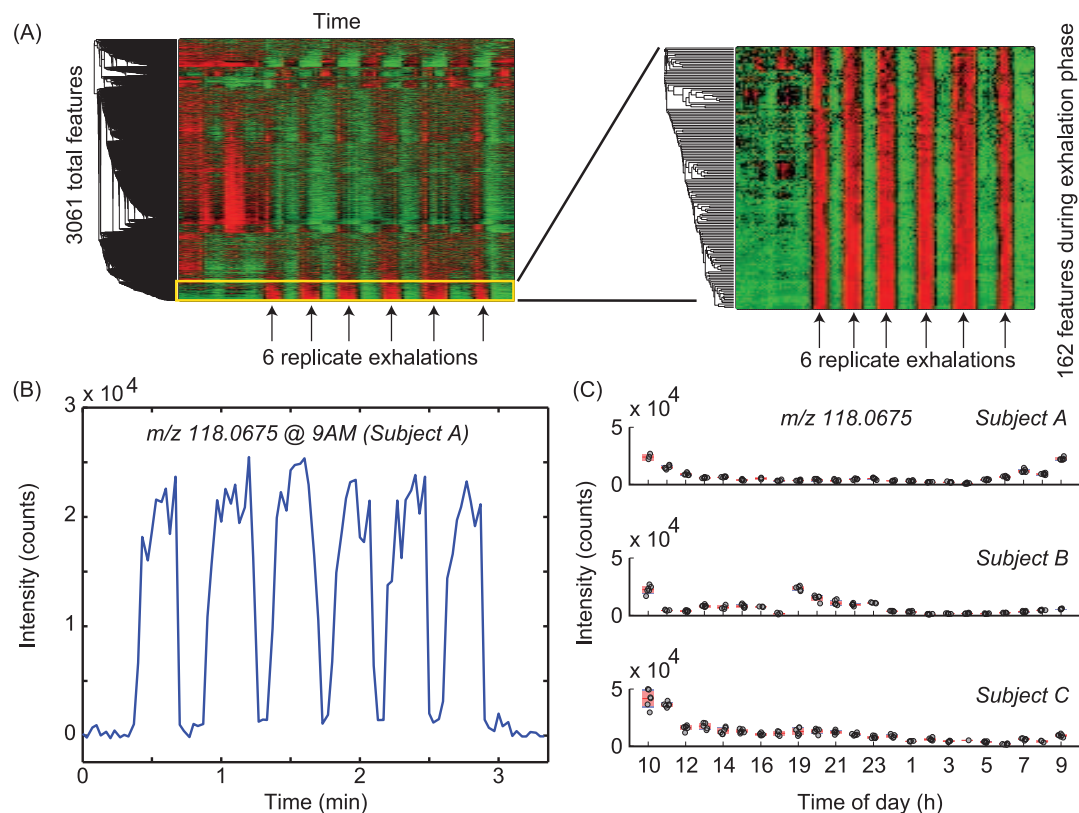 (A)
Time
3061 total features
6 replicate exhalations
6 replicate exhalations
162 features during exhalation phase
(B)
x 10^4
m/z 118.0675 @ 9AM (Subject A)
3
2
1
0
Intensity (counts)
0 1 2 3
Time (min)
(C)
x 10^4
m/z 118.0675
Subject A
5
0
x 10^4
Subject B
5
0
Intensity (counts)
x 10^4
Subject C
5
0
10 12 14 16 19 21 23 1 3 5 7 9
Time of day (h)